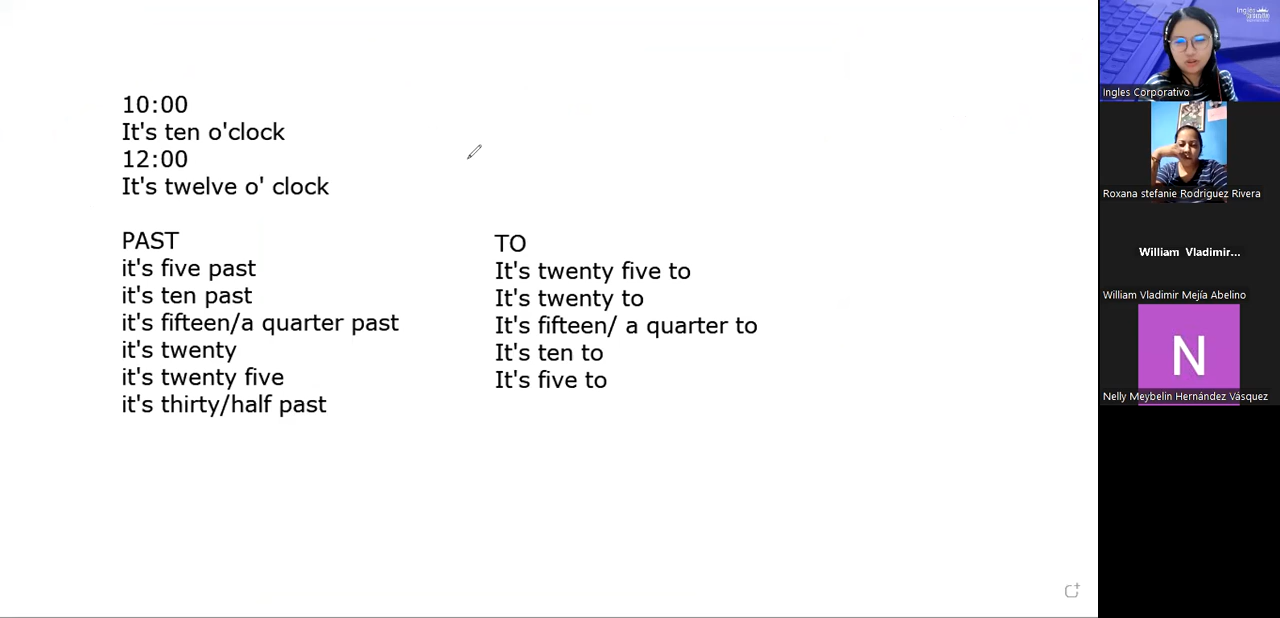 10:00
It's ten o'clock
12:00
It's twelve o' clock
PAST
it's five past
it's ten past
it's fifteen/a quarter past
it's twenty
it's twenty five
it's thirty/half past
TO
It's twenty five to
It's twenty to
It's fifteen/ a quarter to
It's ten to
It's five to
Ingles
Ingles Corporativo
Roxana stefanie Rodriguez Rivera
William Vladimir...
William Vladimir Mejía Abelino
N
Nelly Meybelin Hernández Vásquez